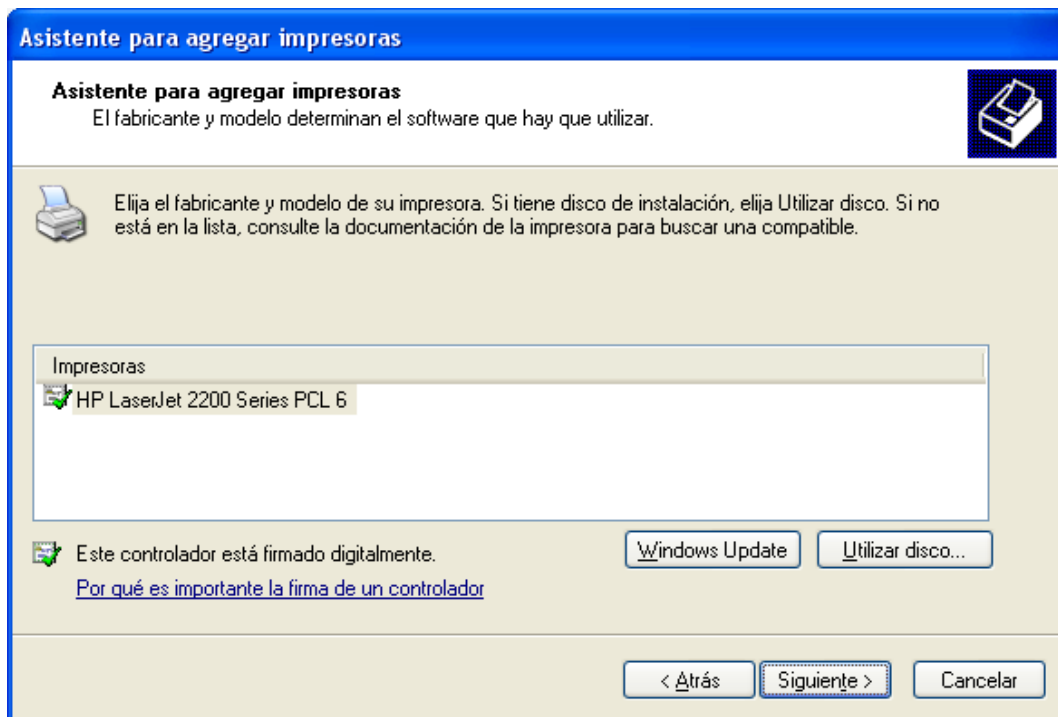 Asistente para agregar impresoras
Asistente para agregar impresoras
El fabricante y modelo determinan el software que hay que utilizar.
Elija el fabricante y modelo de su impresora. Si tiene disco de instalación, elija Utilizar disco. Si no
está en la lista, consulte la documentación de la impresora para buscar una compatible.
Impresoras
HP LaserJet 2200 Series PCL 6
Este controlador está firmado digitalmente.
Windows Update
Utilizar disco...
Por qué es importante la firma de un controlador
< Atrás
Siguiente >
Cancelar